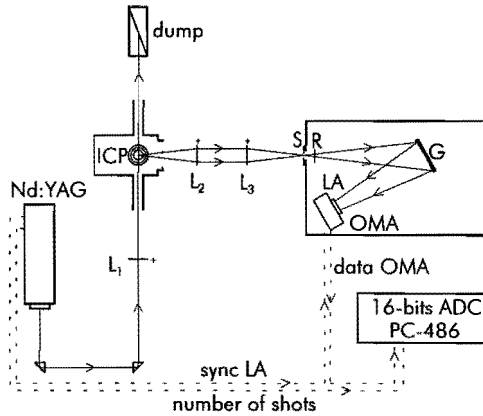 dump
ICP
L2
L3
S
R
G
LA
OMA
Nd:YAG
L1
data OMA
16-bits ADC
PC-486
sync LA
number of shots